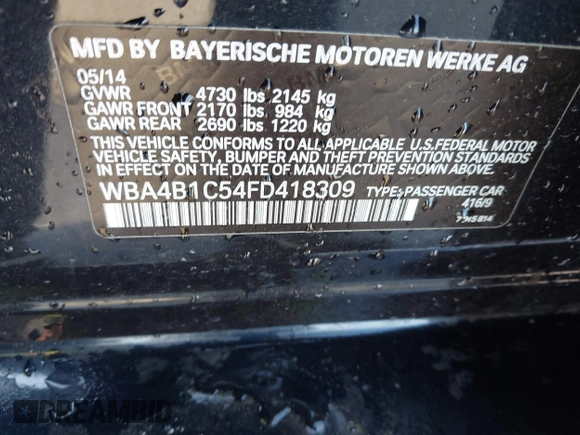 MFD BY BAYERISCHE MOTOREN WERKE AG
05/14
GVWR 4730 lbs 2145 kg
GAWR FRONT 2170 lbs 984 kg
GAWR REAR 2690 lbs 1220 kg
THIS VEHICLE CONFORMS TO ALL APPLICABLE U.S.FEDERAL MOTOR
VEHICLE SAFETY, BUMPER AND THEFT PREVENTION STANDARDS
IN EFFECT ON DATE OF MANUFACTURE SHOWN ABOVE.
WBA4B1C54FD418309 TYPE: PASSENGER CAR
416/9
DREAMBID